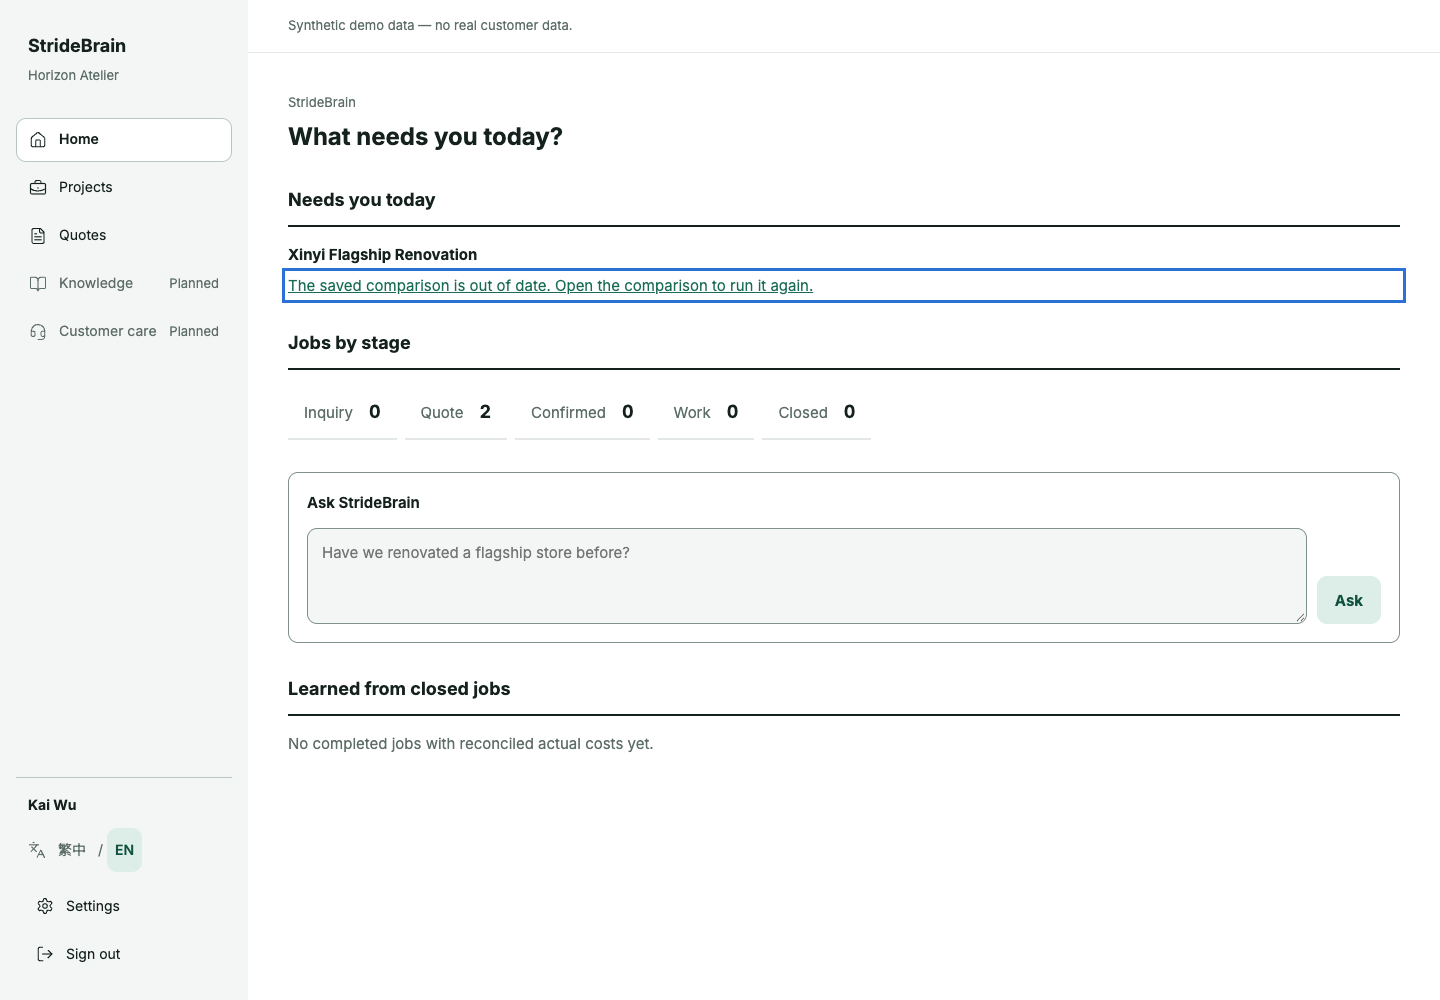 StrideBrain
Horizon Atelier
Home
Projects
Quotes
Knowledge Planned
Customer care Planned
Kai Wu
繁中 / EN
Settings
Sign out
Synthetic demo data — no real customer data.
StrideBrain
What needs you today?
Needs you today
Xinyi Flagship Renovation
The saved comparison is out of date. Open the comparison to run it again.
Jobs by stage
Inquiry 0 Quote 2 Confirmed 0 Work 0 Closed 0
Ask StrideBrain
Have we renovated a flagship store before?
Ask
Learned from closed jobs
No completed jobs with reconciled actual costs yet.